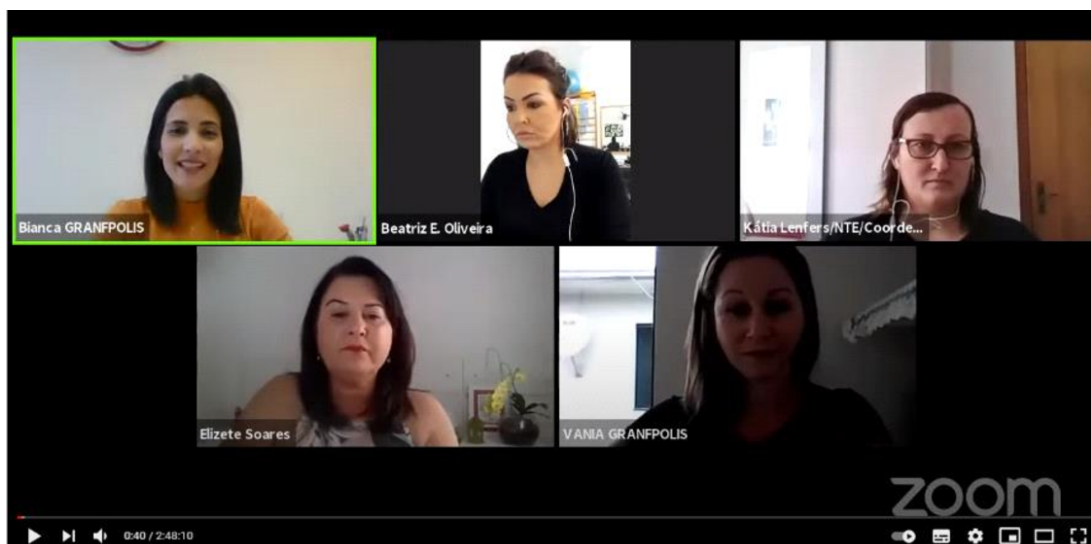 Bianca GRANFPOLIS
Beatriz E. Oliveira
Kátia Lenfers/NTE/Coorde...
Elizete Soares
VANIA GRANFPOLIS
zoom
0:40 / 2:48:10